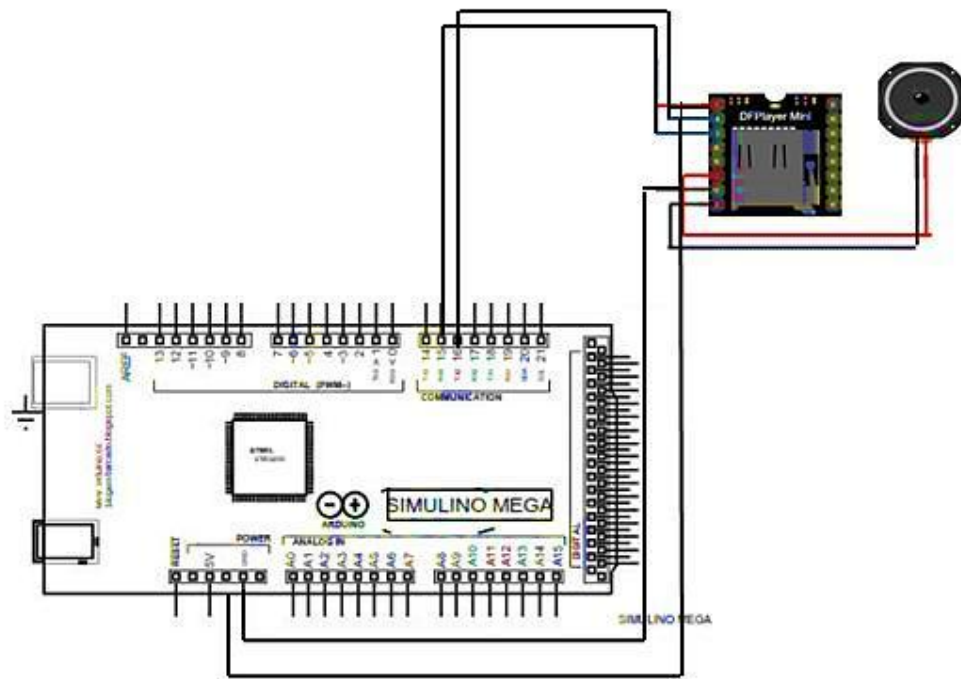 DFPlayer Mini
AREF
13
12
~11
~10
~9
8
7
~6
~5
4
~3
2
1
0
14
15
16
17
18
19
20
21
DIGITAL (PWM~)
COMMUNICATION
ATMEL
SIMULINO MEGA
ARDUINO
DIGITAL
RESET
5V
GND
POWER
ANALOG IN
A0
A1
A2
A3
A4
A5
A6
A7
A8
A9
A10
A11
A12
A13
A14
A15
SIMULINO MEGA